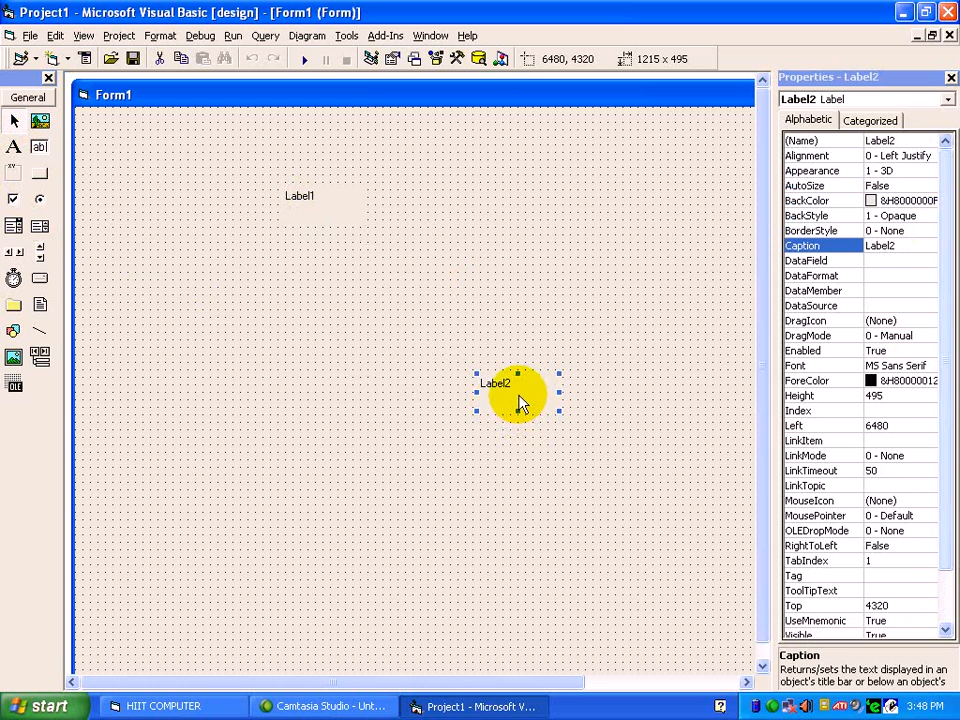 Project1 - Microsoft Visual Basic [design] - [Form1 (Form)]
File Edit View Project Format Debug Run Query Diagram Tools Add-Ins Window Help
6480, 4320 1215 x 495
General
Form1
Label1
Label2
A
ab|
XY
OLE
Properties - Label2
Label2 Label
Alphabetic Categorized
(Name) Label2
Alignment 0 - Left Justify
Appearance 1 - 3D
AutoSize False
BackColor &H8000000F
BackStyle 1 - Opaque
BorderStyle 0 - None
Caption Label2
DataField
DataFormat
DataMember
DataSource
DragIcon (None)
DragMode 0 - Manual
Enabled True
Font MS Sans Serif
ForeColor &H80000012
Height 495
Index
Left 6480
LinkItem
LinkMode 0 - None
LinkTimeout 50
LinkTopic
MouseIcon (None)
MousePointer 0 - Default
OLEDropMode 0 - None
RightToLeft False
TabIndex 1
Tag
ToolTipText
Top 4320
UseMnemonic True
Visible True
Caption
Returns/sets the text displayed in an
object's title bar or below an object's
start HIIT COMPUTER Camtasia Studio - Unt... Project1 - Microsoft V... 3:48 PM